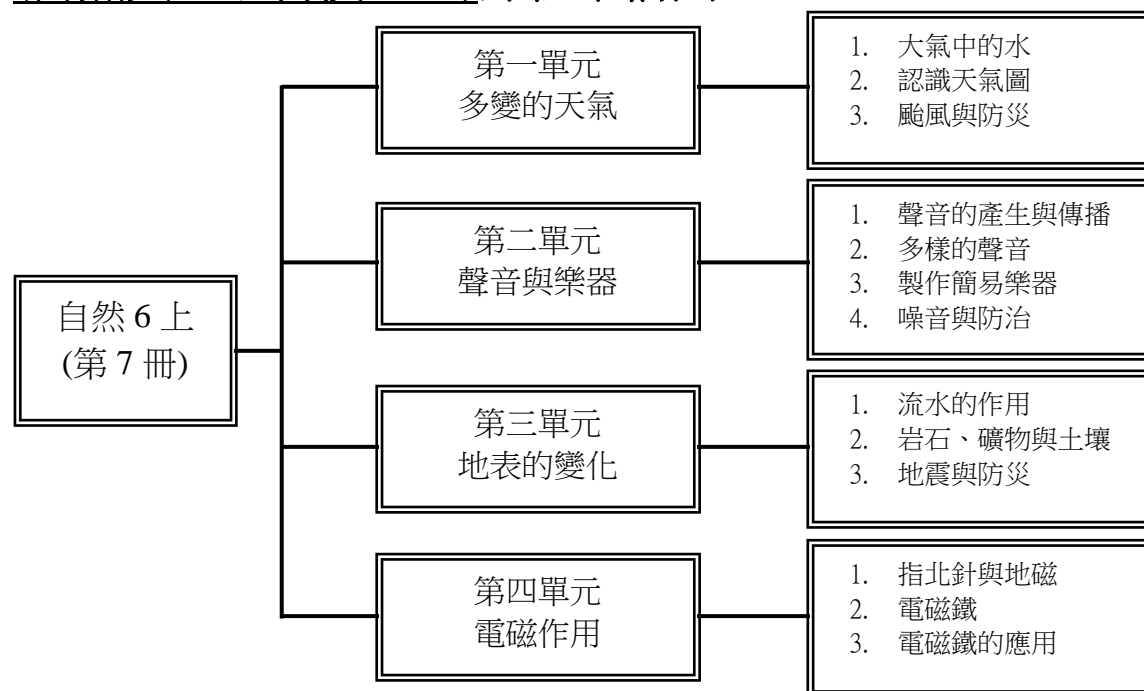 自然 6 上
(第 7 冊)
第一單元
多變的天氣
1. 大氣中的水
2. 認識天氣圖
3. 颱風與防災
第二單元
聲音與樂器
1. 聲音的產生與傳播
2. 多樣的聲音
3. 製作簡易樂器
4. 噪音與防治
第三單元
地表的變化
1. 流水的作用
2. 岩石、礦物與土壤
3. 地震與防災
第四單元
電磁作用
1. 指北針與地磁
2. 電磁鐵
3. 電磁鐵的應用